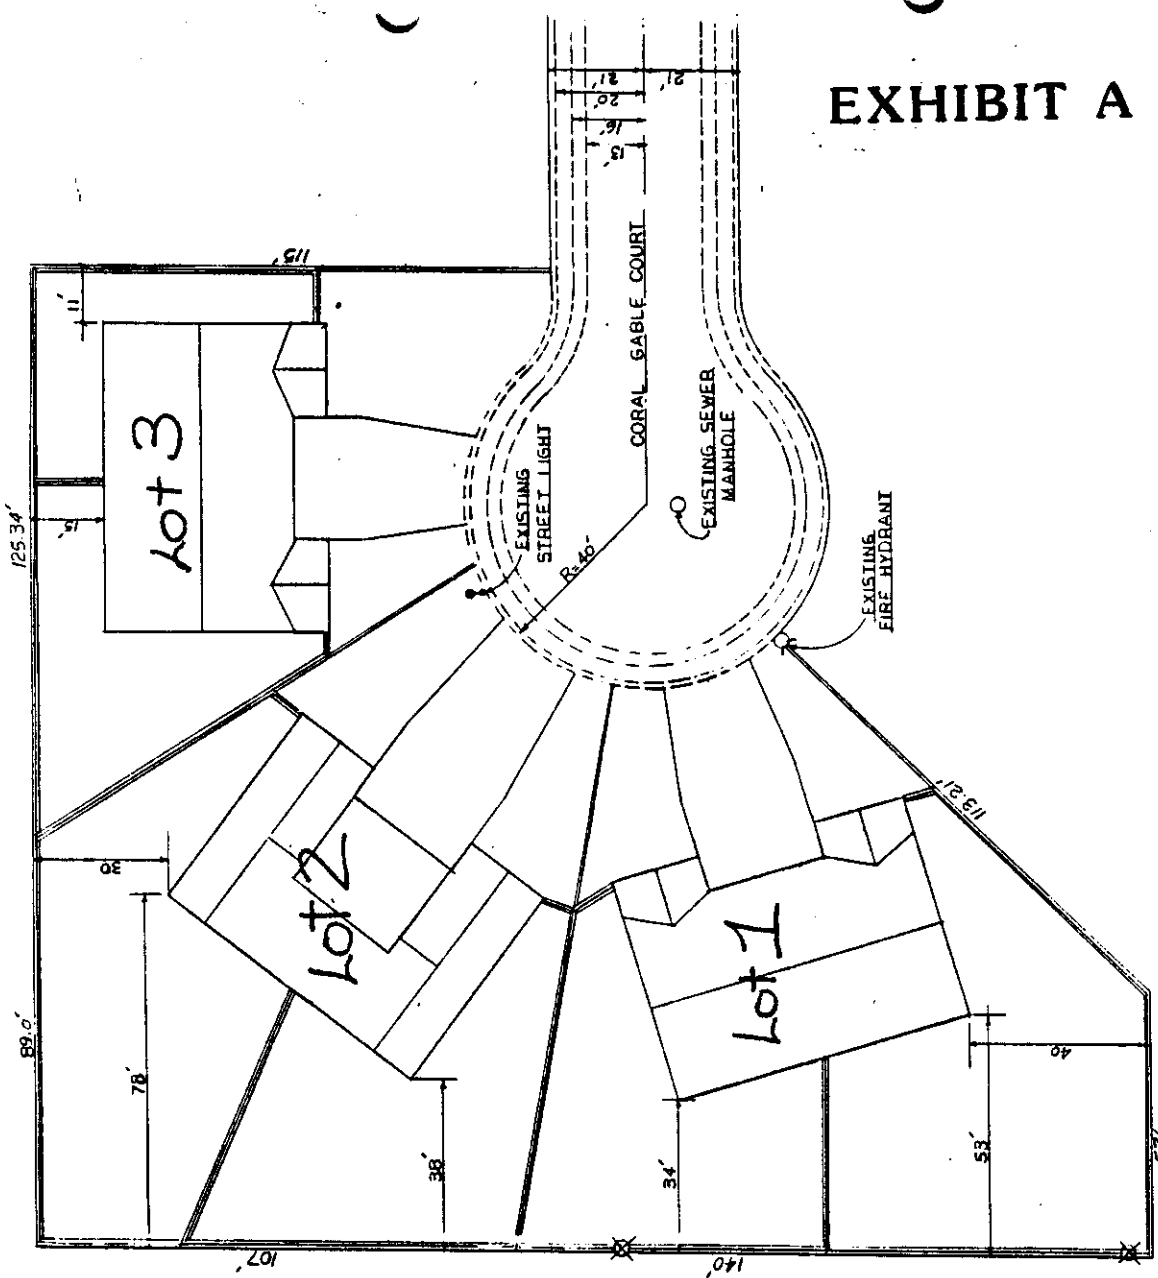 EXHIBIT A
21'
20'
16'
13'
21'
CORAL GABLE COURT
115'
11'
Lot 3
15'
125.34'
EXISTING
STREET LIGHT
EXISTING SEWER
MANHOLE
R=40'
EXISTING
FIRE HYDRANT
30
Lot 2
78'
38'
89.0'
107'
Lot 1
113.21'
34'
53'
40
140'